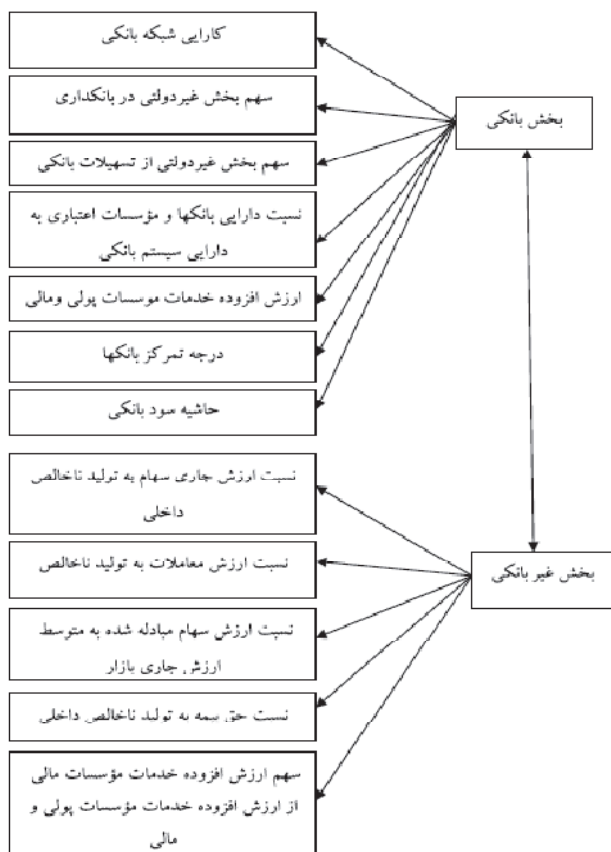 کارایی شبکه بانکی
سهم بخش غیردولتی در بانکداری
بخش بانکی
سهم بخش غیردولتی از تسهیلات بانکی
نسبت دارایی بانکها و مؤسسات اعتباری به
دارایی سیستم بانکی
ارزش افزوده خدمات موسسات پولی ومالی
درجه تمرکز بانکها
حاشیه سود بانکی
نسبت ارزش جاری سهام به تولید ناخالص
داخلی
نسبت ارزش معاملات به تولید ناخالص
بخش غیر بانکی
نسبت ارزش سهام مبادله شده به متوسط
ارزش جاری بازار
نسبت حق بیمه به تولید ناخالص داخلی
سهم ارزش افزوده خدمات مؤسسات مالی
از ارزش افزوده خدمات مؤسسات پولی و
مالی